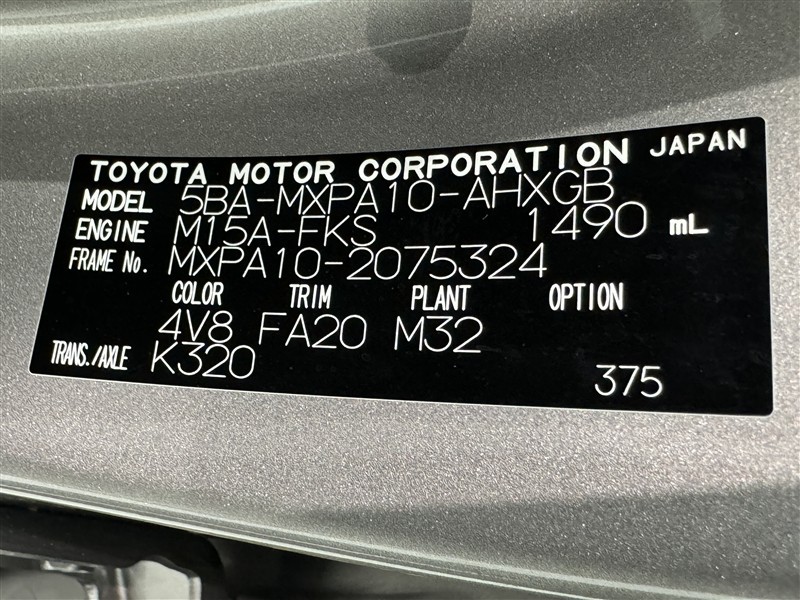 TOYOTA MOTOR CORPORATION JAPAN
MODEL 5BA-MXPA10-AHXGB
ENGINE M15A-FKS 1490 mL
FRAME No. MXPA10-2075324
COLOR TRIM PLANT OPTION
4V8 FA20 M32
TRANS./AXLE K320
375